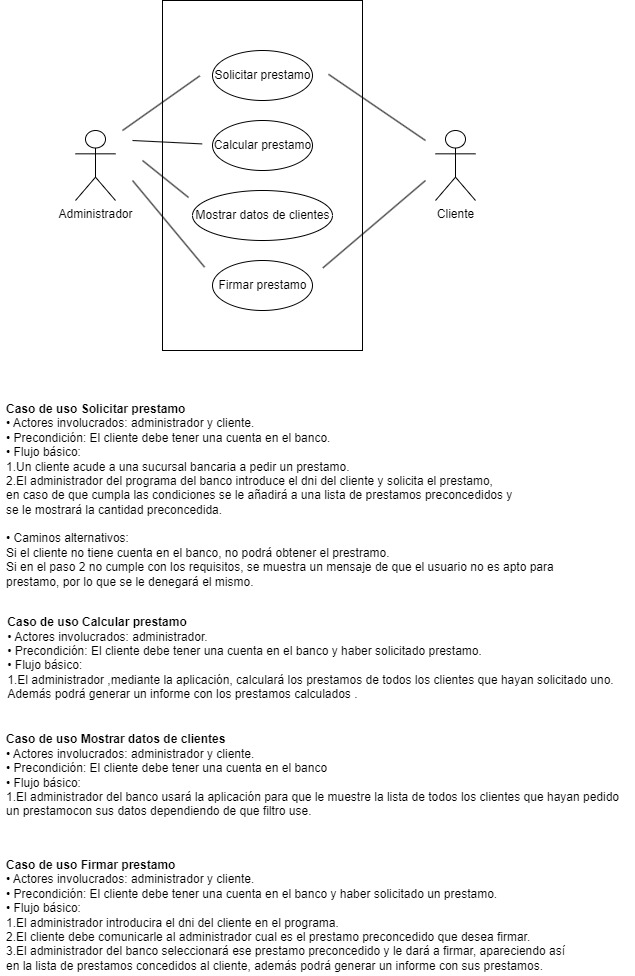 Solicitar prestamo
Calcular prestamo
Mostrar datos de clientes
Firmar prestamo
Administrador
Cliente
Caso de uso Solicitar prestamo
• Actores involucrados: administrador y cliente.
• Precondición: El cliente debe tener una cuenta en el banco.
• Flujo básico:
1.Un cliente acude a una sucursal bancaria a pedir un prestamo.
2.El administrador del programa del banco introduce el dni del cliente y solicita el prestamo,
en caso de que cumpla las condiciones se le añadirá a una lista de prestamos preconcedidos y
se le mostrará la cantidad preconcedida.
• Caminos alternativos:
Si el cliente no tiene cuenta en el banco, no podrá obtener el prestramo.
Si en el paso 2 no cumple con los requisitos, se muestra un mensaje de que el usuario no es apto para
prestamo, por lo que se le denegará el mismo.
Caso de uso Calcular prestamo
• Actores involucrados: administrador.
• Precondición: El cliente debe tener una cuenta en el banco y haber solicitado prestamo.
• Flujo básico:
1.El administrador ,mediante la aplicación, calculará los prestamos de todos los clientes que hayan solicitado uno.
Además podrá generar un informe con los prestamos calculados .
Caso de uso Mostrar datos de clientes
• Actores involucrados: administrador y cliente.
• Precondición: El cliente debe tener una cuenta en el banco
• Flujo básico:
1.El administrador del banco usará la aplicación para que le muestre la lista de todos los clientes que hayan pedido
un prestamocon sus datos dependiendo de que filtro use.
Caso de uso Firmar prestamo
• Actores involucrados: administrador y cliente.
• Precondición: El cliente debe tener una cuenta en el banco y haber solicitado un prestamo.
• Flujo básico:
1.El administrador introducira el dni del cliente en el programa.
2.El cliente debe comunicarle al administrador cual es el prestamo preconcedido que desea firmar.
3.El administrador del banco seleccionará ese prestamo preconcedido y le dará a firmar, apareciendo así
en la lista de prestamos concedidos al cliente, además podrá generar un informe con sus prestamos.